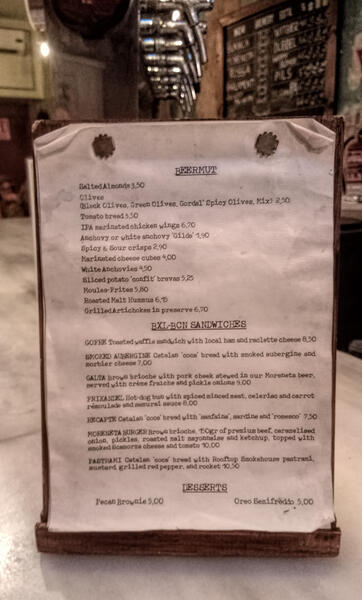 BEERMUT
Salted Almonds 3,50
Olives
(Black Olives, Green Olives, Gordal Spicy Olives, Mix) 2,50
Tomato bread 3,50
IPA marinated chicken wings 6,70
Anchovy or white anchovy 'Gilda' 1,90
Spicy & Sour crisps 2,90
Marinated cheese cubes 4,00
White Anchovies 4,50
Sliced potato 'confit' bravas 5,25
Moules-Frites 5,80
Roasted Malt Hummus 6,15
Grilled Artichokes in preserve 6,70
BXL-BCN SANDWICHES
GOFRE Toasted waffle sandwich with local ham and raclette cheese 8,50
SMOKED AUBERGINE Catalan 'coca' bread with smoked aubergine and
morbier cheese 7,00
GALTA Brown brioche with pork cheek stewed in our Moreneta beer,
served with crème fraiche and pickle onions 9,00
FRIKANDEL Hot-dog bun with spiced minced meat, celeriac and carrot
rémoulade and samurai sauce 8,00
RECAPTE Catalan 'coca' bread with sardine and 'romesco' 7,50
MORENETA BURGER Brown brioche, 150gr of premium beef, caramelised
onion, pickles, roasted malt mayonnaise and ketchup, topped with
smoked Scamorza cheese and tomato 10,00
PASTRAMI Catalan 'coca' bread with Rooftop Smokehouse pastrami,
mustard grilled red pepper, and rocket 10,50
DESSERTS
Pecan Brownie 5,00 Oreo Semifreddo 5,00
PILS